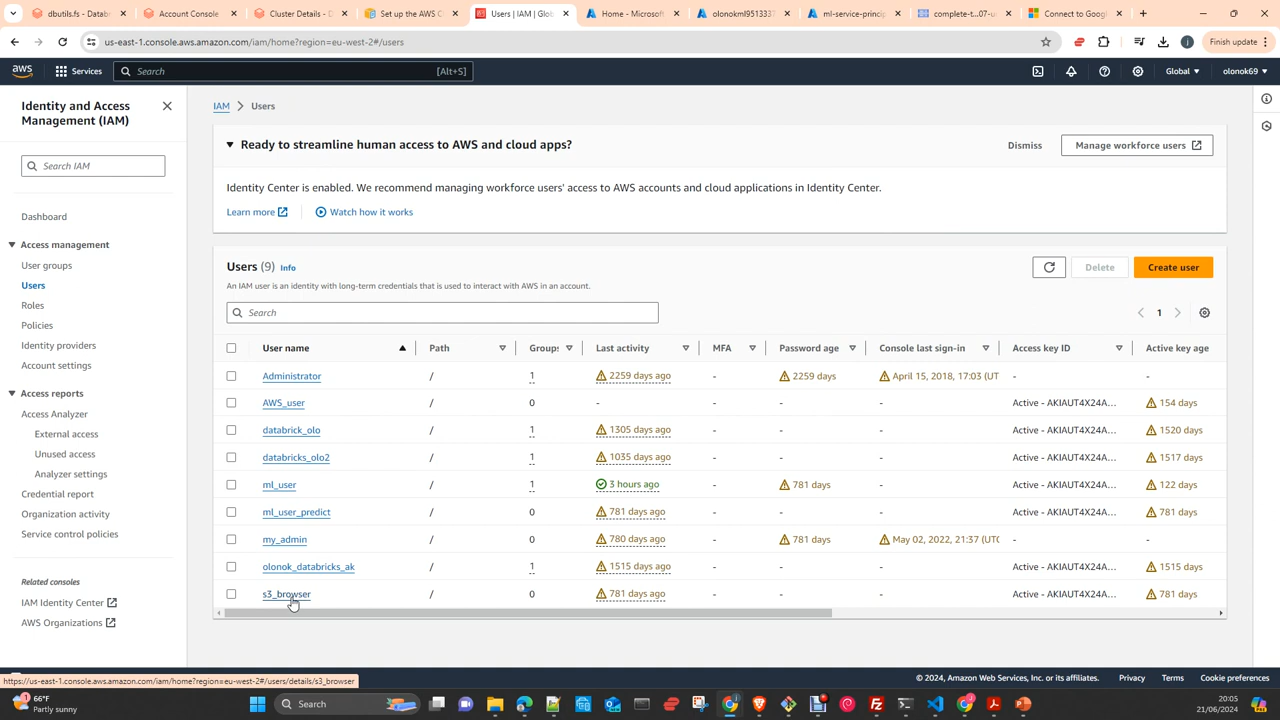 dbutils.fs - Datab
Account Console
Cluster Details - D
Set up the AWS G
Users | IAM | Glob
Home - Microsoft
olonokml9513337
ml-service-princip
complete-t...07-u
Connect to Googl
us-east-1.console.aws.amazon.com/iam/home?region=eu-west-2#/users
Finish update
aws
Services
Search
[Alt+S]
Global
olonok69
Identity and Access
Management (IAM)
Search IAM
Dashboard
Access management
User groups
Users
Roles
Policies
Identity providers
Account settings
Access reports
Access Analyzer
External access
Unused access
Analyzer settings
Credential report
Organization activity
Service control policies
Related consoles
IAM Identity Center
AWS Organizations
IAM > Users
Ready to streamline human access to AWS and cloud apps?
Dismiss
Manage workforce users
Identity Center is enabled. We recommend managing workforce users' access to AWS accounts and cloud applications in Identity Center.
Learn more
Watch how it works
Users (9) Info
Delete
Create user
An IAM user is an identity with long-term credentials that is used to interact with AWS in an account.
Search
1
User name Path Groups Last activity MFA Password age Console last sign-in Access key ID Active key age
Administrator / 1 2259 days ago - 2259 days April 15, 2018, 17:03 (UT - -
AWS_user / 0 - - - - Active - AKIAUT4X24A... 154 days
databrick_olo / 1 1305 days ago - - - Active - AKIAUT4X24A... 1520 days
databricks_olo2 / 1 1035 days ago - - - Active - AKIAUT4X24A... 1517 days
ml_user / 1 3 hours ago - 781 days - Active - AKIAUT4X24A... 122 days
ml_user_predict / 0 781 days ago - - - Active - AKIAUT4X24A... 781 days
my_admin / 0 780 days ago - 781 days May 02, 2022, 21:37 (UTC - -
olonok_databricks_ak / 1 1515 days ago - - - Active - AKIAUT4X24A... 1515 days
s3_browser / 0 781 days ago - - - Active - AKIAUT4X24A... 781 days
https://us-east-1.console.aws.amazon.com/iam/home?region=eu-west-2#/users/details/s3_browser
© 2024, Amazon Web Services, Inc. or its affiliates.
Privacy
Terms
Cookie preferences
1
66°F
Partly sunny
Search
20:05
21/06/2024